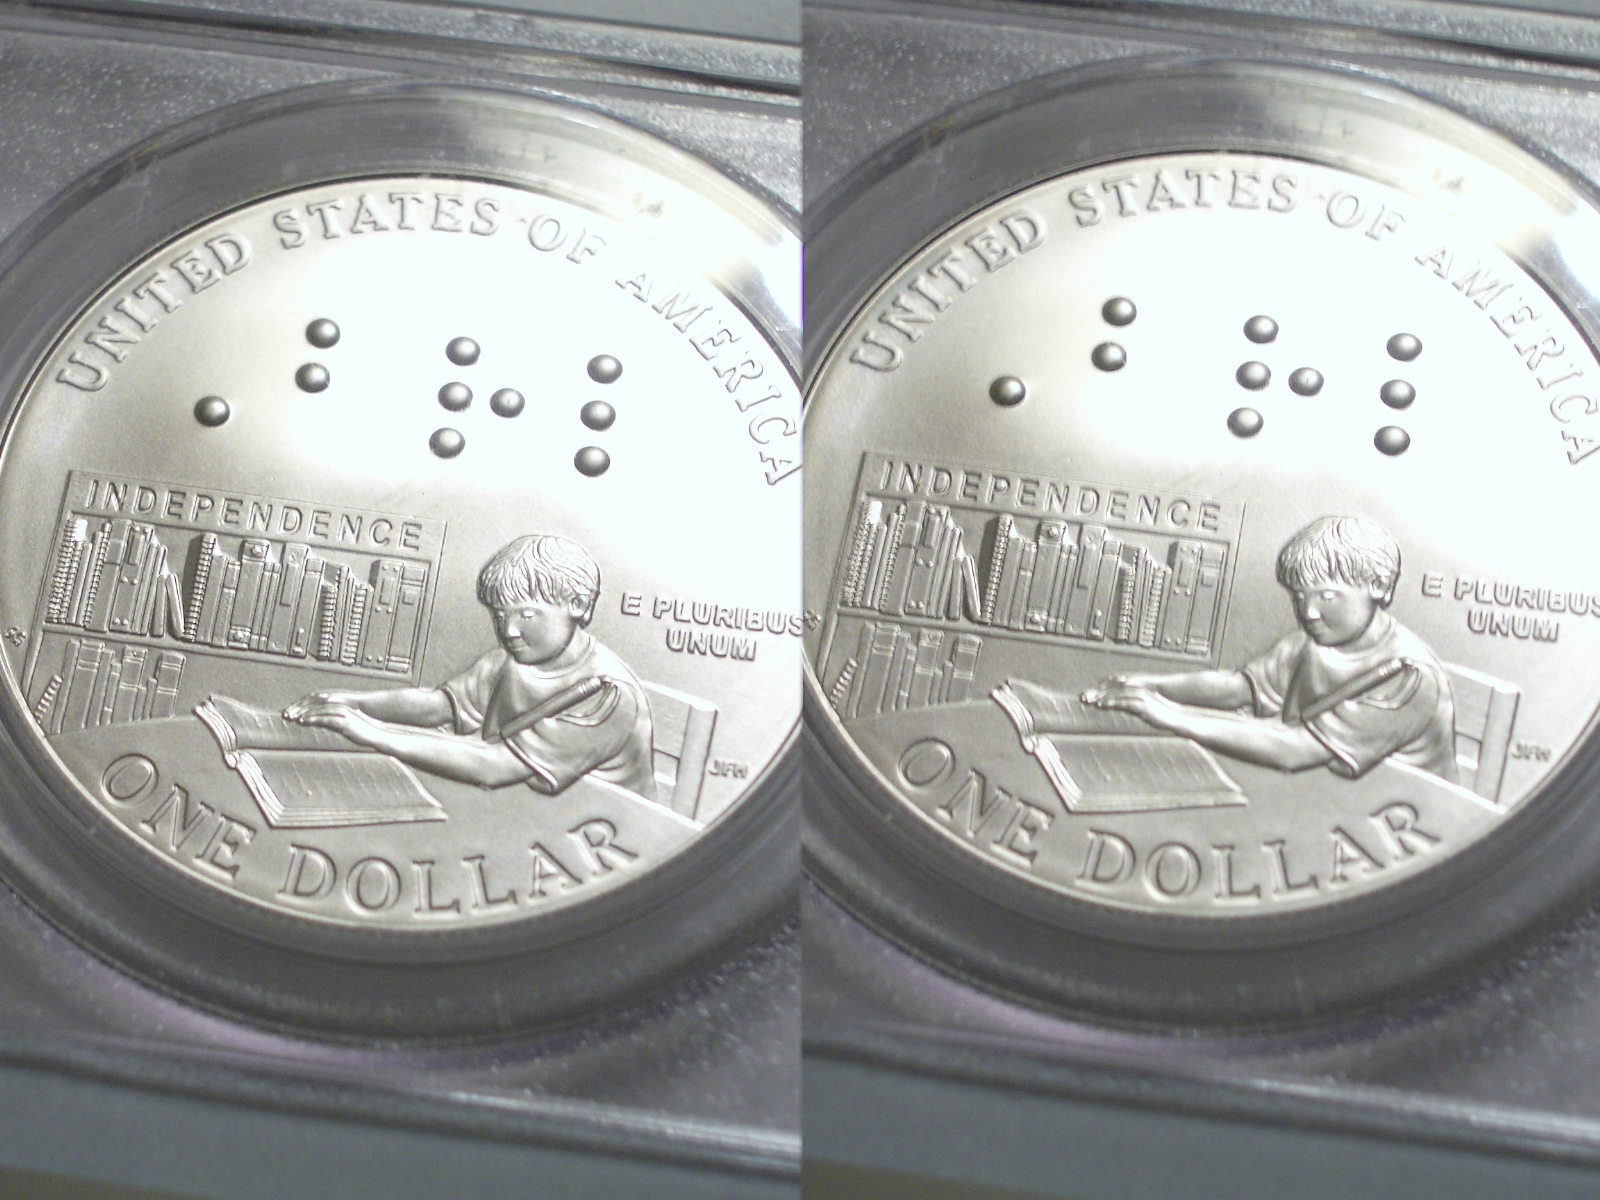 UNITED STATES OF AMERICA
⠠⠃⠗⠇
INDEPENDENCE
E PLURIBUS
UNUM
JFH
ONE DOLLAR
UNITED STATES OF AMERICA
⠠⠃⠗⠇
INDEPENDENCE
E PLURIBUS
UNUM
JFH
ONE DOLLAR